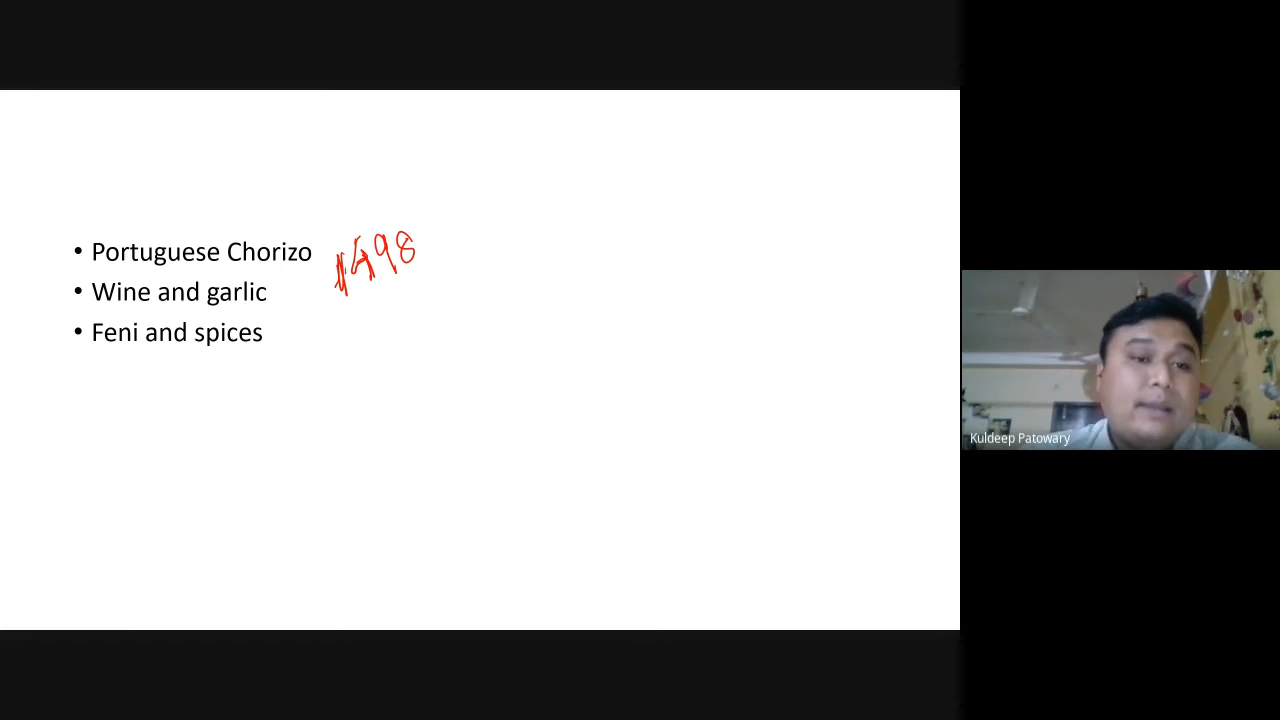 • Portuguese Chorizo 1498
• Wine and garlic
• Feni and spices
Kuldeep Patowary